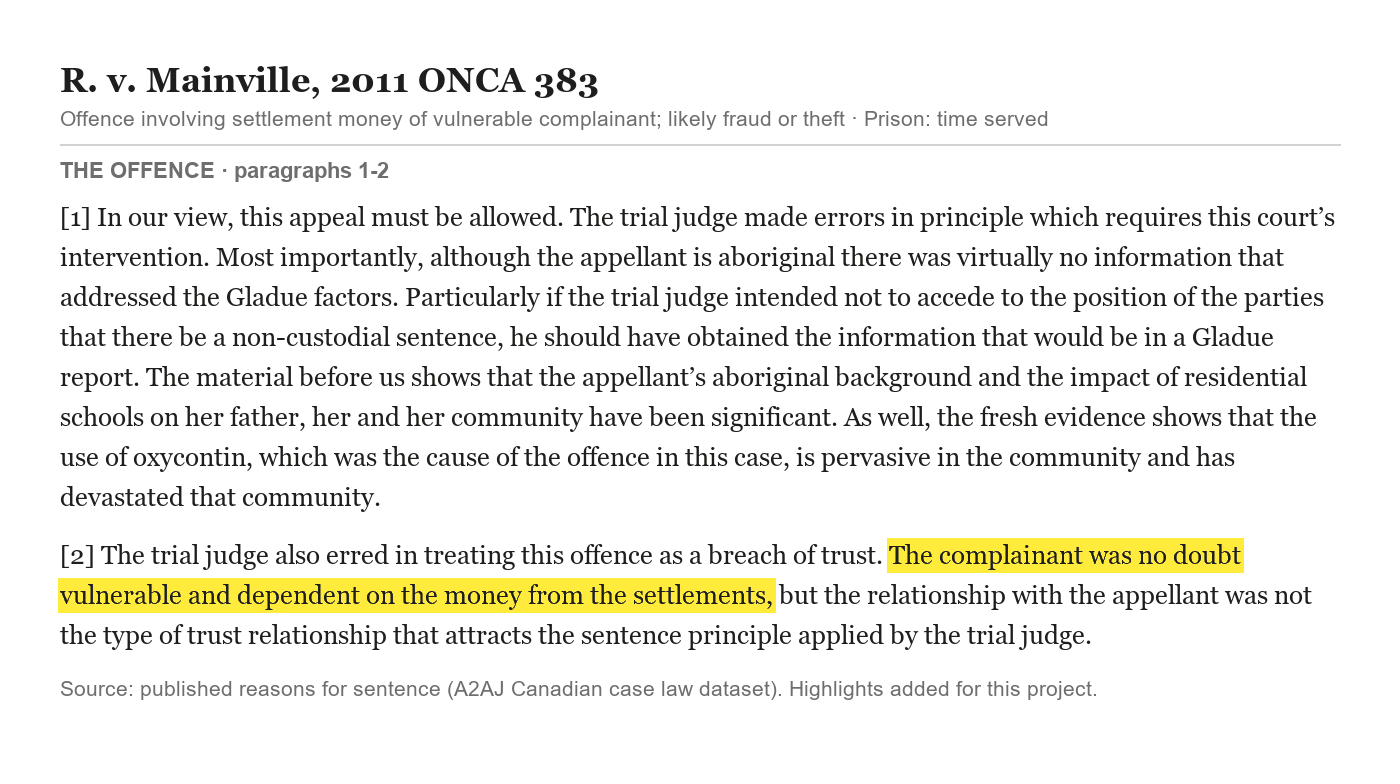 R. v. Mainville, 2011 ONCA 383
Offence involving settlement money of vulnerable complainant; likely fraud or theft · Prison: time served
THE OFFENCE · paragraphs 1-2
[1] In our view, this appeal must be allowed. The trial judge made errors in principle which requires this court’s
intervention. Most importantly, although the appellant is aboriginal there was virtually no information that
addressed the Gladue factors. Particularly if the trial judge intended not to accede to the position of the parties
that there be a non-custodial sentence, he should have obtained the information that would be in a Gladue
report. The material before us shows that the appellant’s aboriginal background and the impact of residential
schools on her father, her and her community have been significant. As well, the fresh evidence shows that the
use of oxycontin, which was the cause of the offence in this case, is pervasive in the community and has
devastated that community.
[2] The trial judge also erred in treating this offence as a breach of trust. The complainant was no doubt
vulnerable and dependent on the money from the settlements, but the relationship with the appellant was not
the type of trust relationship that attracts the sentence principle applied by the trial judge.
Source: published reasons for sentence (A2AJ Canadian case law dataset). Highlights added for this project.